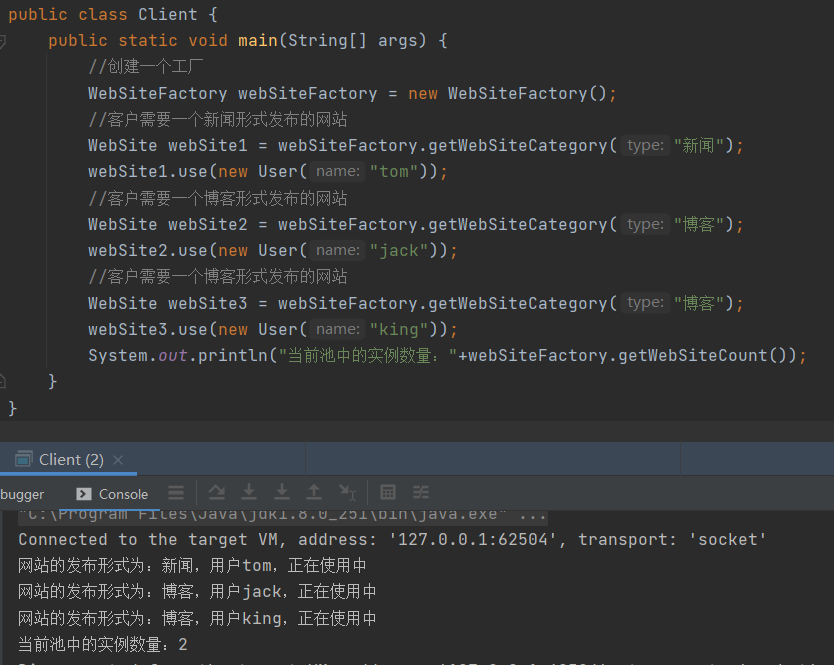 public class Client {
public static void main(String[] args) {
//创建一个工厂
WebSiteFactory webSiteFactory = new WebSiteFactory();
//客户需要一个新闻形式发布的网站
WebSite webSite1 = webSiteFactory.getWebSiteCategory( type: "新闻");
webSite1.use(new User( name: "tom"));
//客户需要一个博客形式发布的网站
WebSite webSite2 = webSiteFactory.getWebSiteCategory( type: "博客");
webSite2.use(new User( name: "jack"));
//客户需要一个博客形式发布的网站
WebSite webSite3 = webSiteFactory.getWebSiteCategory( type: "博客");
webSite3.use(new User( name: "king"));
System.out.println("当前池中的实例数量："+webSiteFactory.getWebSiteCount());
}
}
Client (2)
bugger Console
"C:\Program Files\Java\jdk1.8.0_251\bin\java.exe" ...
Connected to the target VM, address: '127.0.0.1:62504', transport: 'socket'
网站的发布形式为：新闻，用户tom，正在使用中
网站的发布形式为：博客，用户jack，正在使用中
网站的发布形式为：博客，用户king，正在使用中
当前池中的实例数量：2